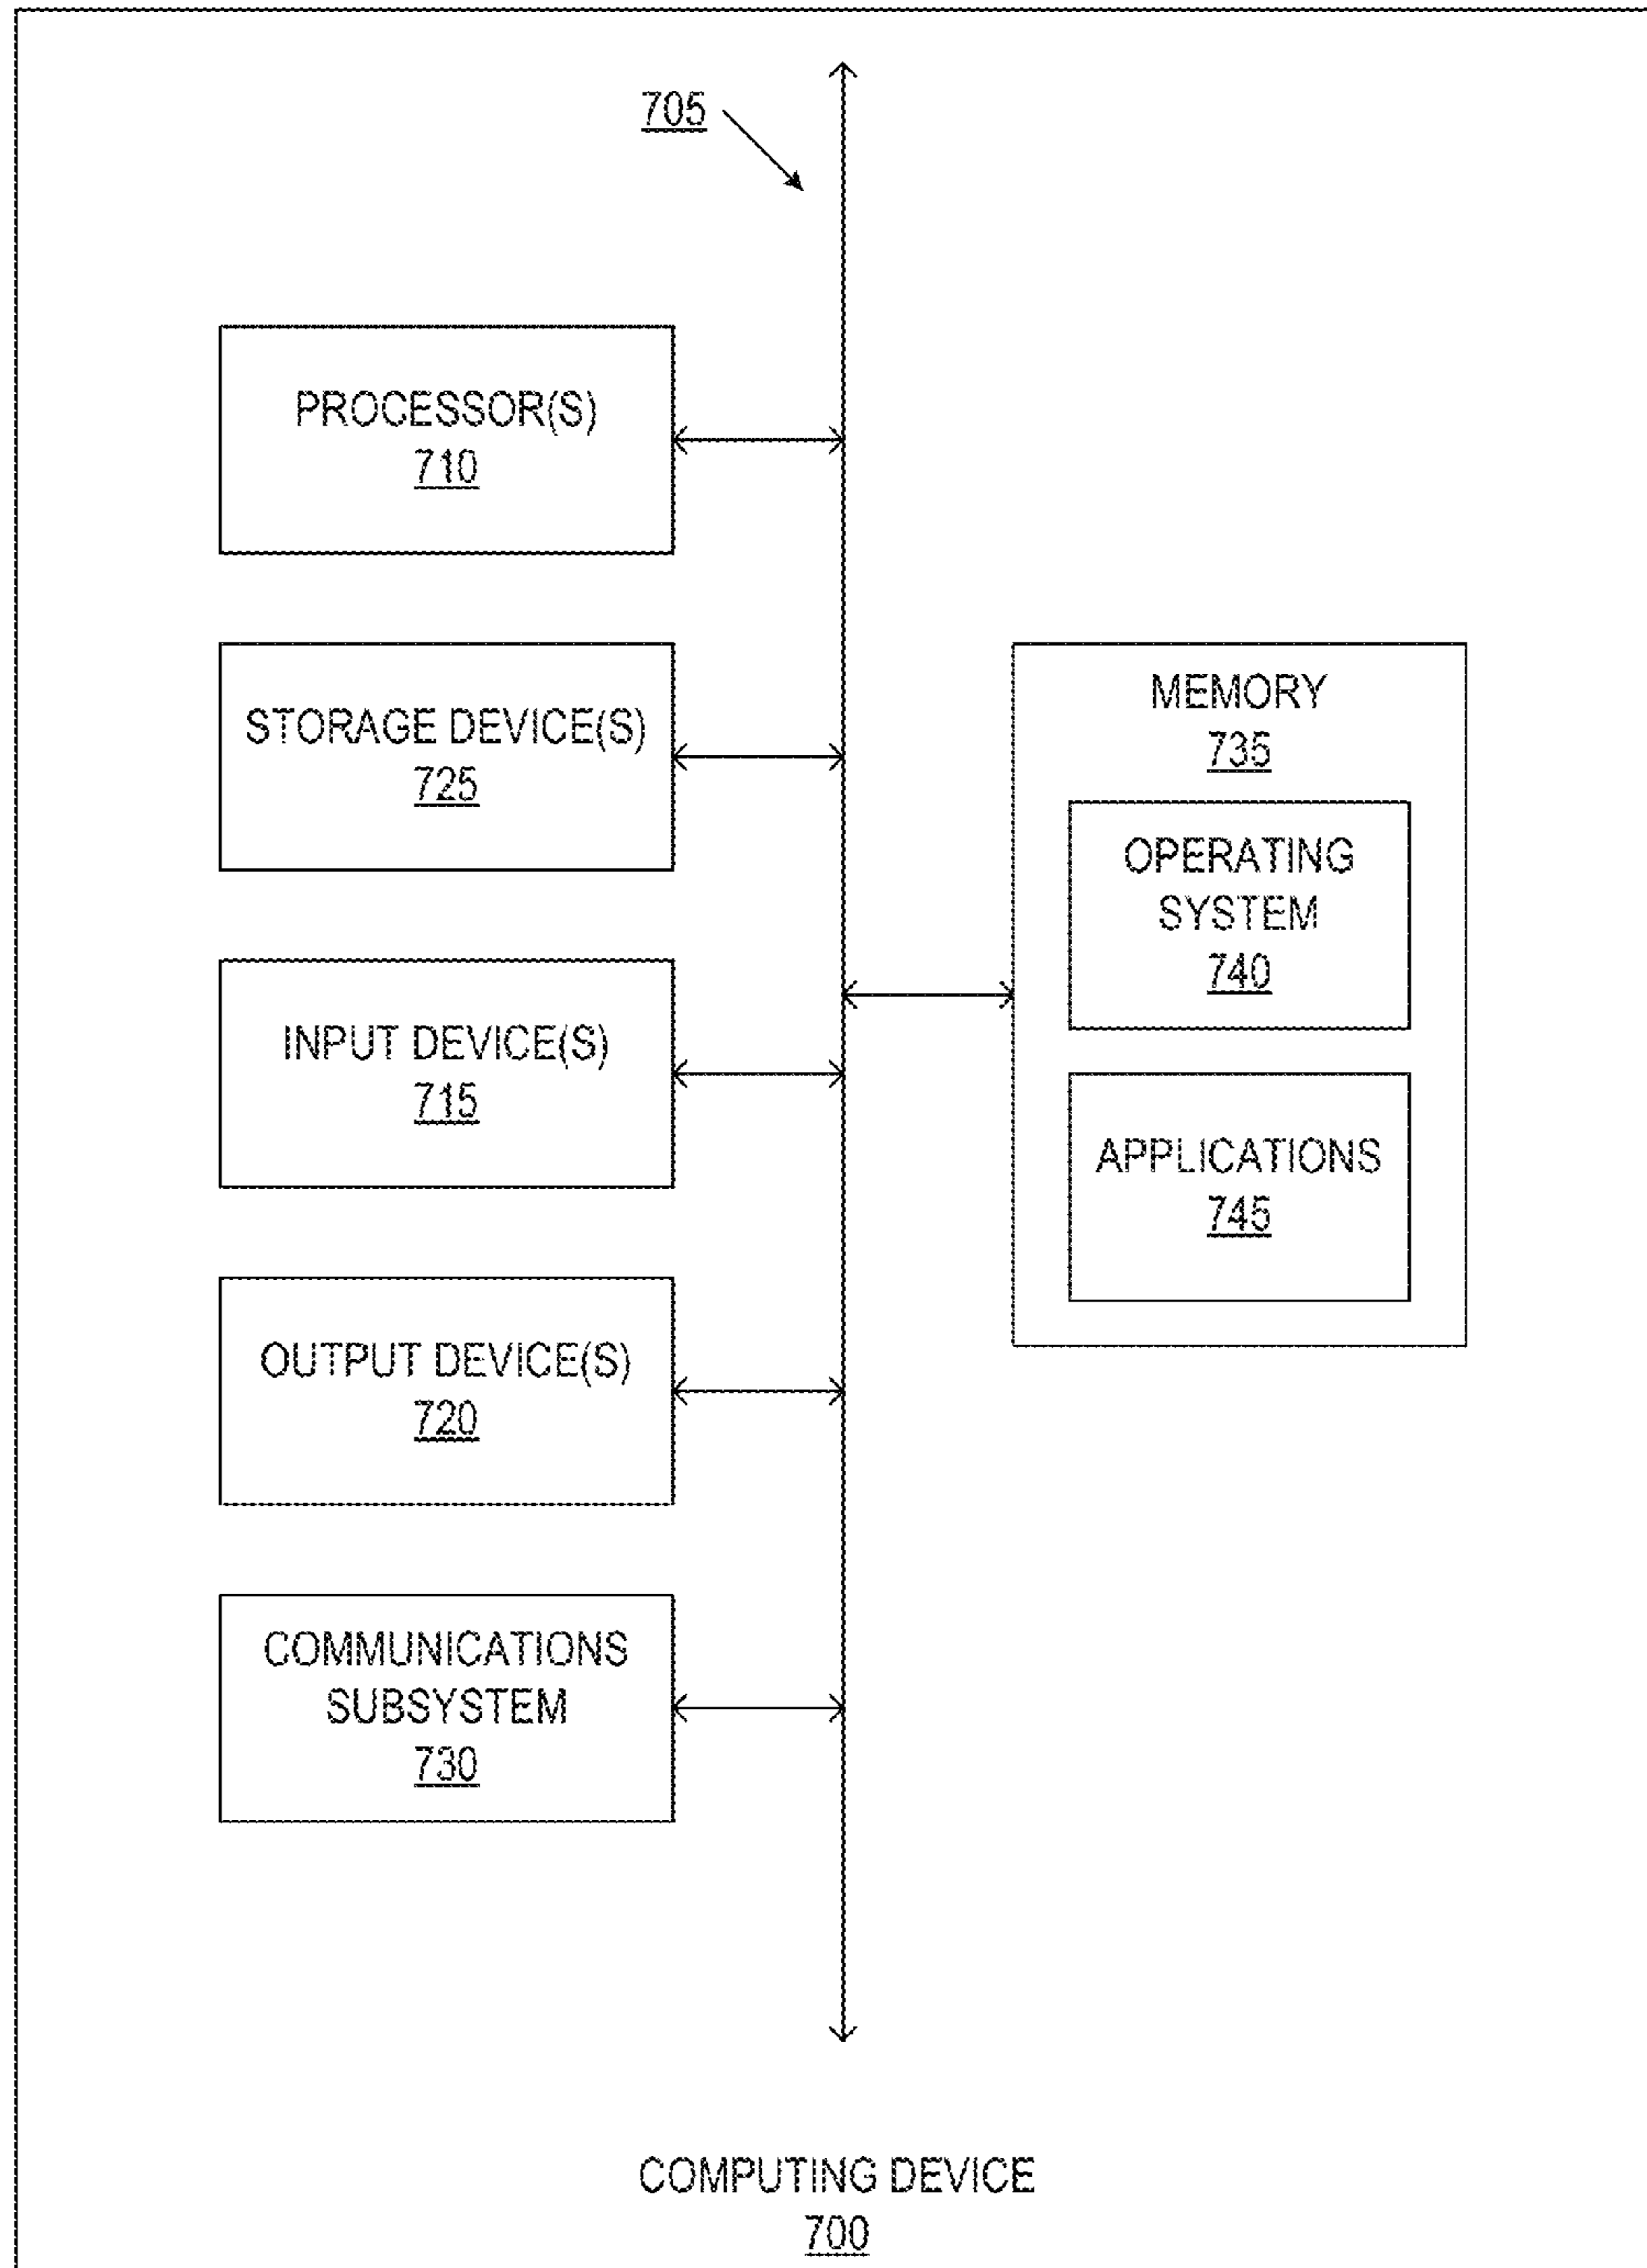 705
PROCESSOR(S)
710
STORAGE DEVICE(S)
725
INPUT DEVICE(S)
715
OUTPUT DEVICE(S)
720
COMMUNICATIONS
SUBSYSTEM
730
MEMORY
735
OPERATING
SYSTEM
740
APPLICATIONS
745
COMPUTING DEVICE
700